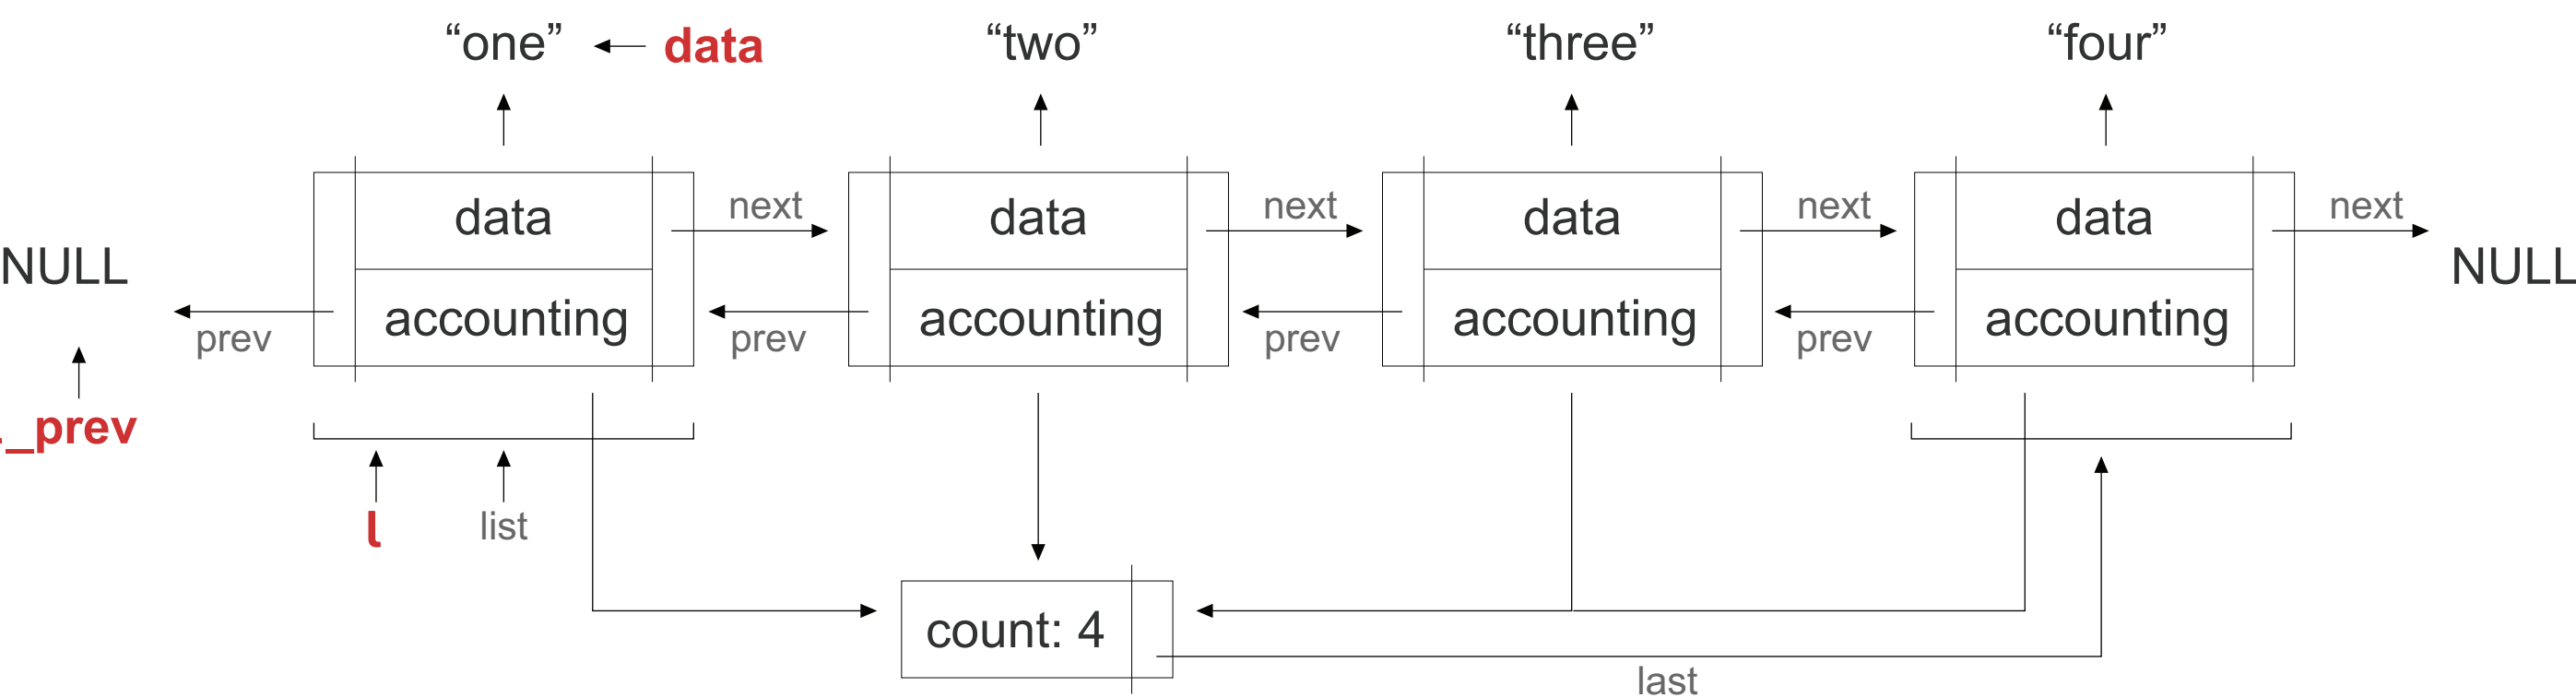 “one” data “two” “three” “four”
data next data next data next data next
NULL NULL
prev accounting prev accounting prev accounting prev accounting
_prev
l list
count: 4
last